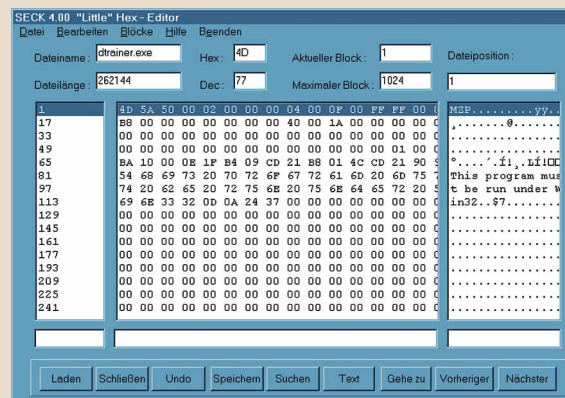 SECK 4.00 "Little" Hex - Editor
Datei Bearbeiten Blöcke Hilfe Beenden
Dateiname : dtrainer.exe Hex : 4D Aktueller Block : 1 Dateiposition :
Dateilänge : 262144 Dec : 77 Maximaler Block : 1024 1
1 4D 5A 50 00 02 00 00 00 04 00 0F 00 FF FF 00 MZP..........ÿÿ..
17 B8 00 00 00 00 00 00 00 40 00 1A 00 00 00 00 ¸.......@.......
33 00 00 00 00 00 00 00 00 00 00 00 00 00 00 00 ................
49 00 00 00 00 00 00 00 00 00 00 00 00 01 00 ................
65 BA 10 00 0E 1F B4 09 CD 21 B8 01 4C CD 21 90 º....´.Í!¸.LÍ!
81 54 68 69 73 20 70 72 6F 67 72 61 6D 20 6D 75 This program mus
97 74 20 62 65 20 72 75 6E 20 75 6E 64 65 72 20 t be run under W
113 69 6E 33 32 0D 0A 24 37 00 00 00 00 00 00 00 in32..$7........
129 00 00 00 00 00 00 00 00 00 00 00 00 00 00 00 ................
145 00 00 00 00 00 00 00 00 00 00 00 00 00 00 00 ................
161 00 00 00 00 00 00 00 00 00 00 00 00 00 00 00 ................
177 00 00 00 00 00 00 00 00 00 00 00 00 00 00 00 ................
193 00 00 00 00 00 00 00 00 00 00 00 00 00 00 00 ................
209 00 00 00 00 00 00 00 00 00 00 00 00 00 00 00 ................
225 00 00 00 00 00 00 00 00 00 00 00 00 00 00 00 ................
241 00 00 00 00 00 00 00 00 00 00 00 00 00 00 00 ................
Laden Schließen Undo Speichern Suchen Text Gehe zu Vorheriger Nächster